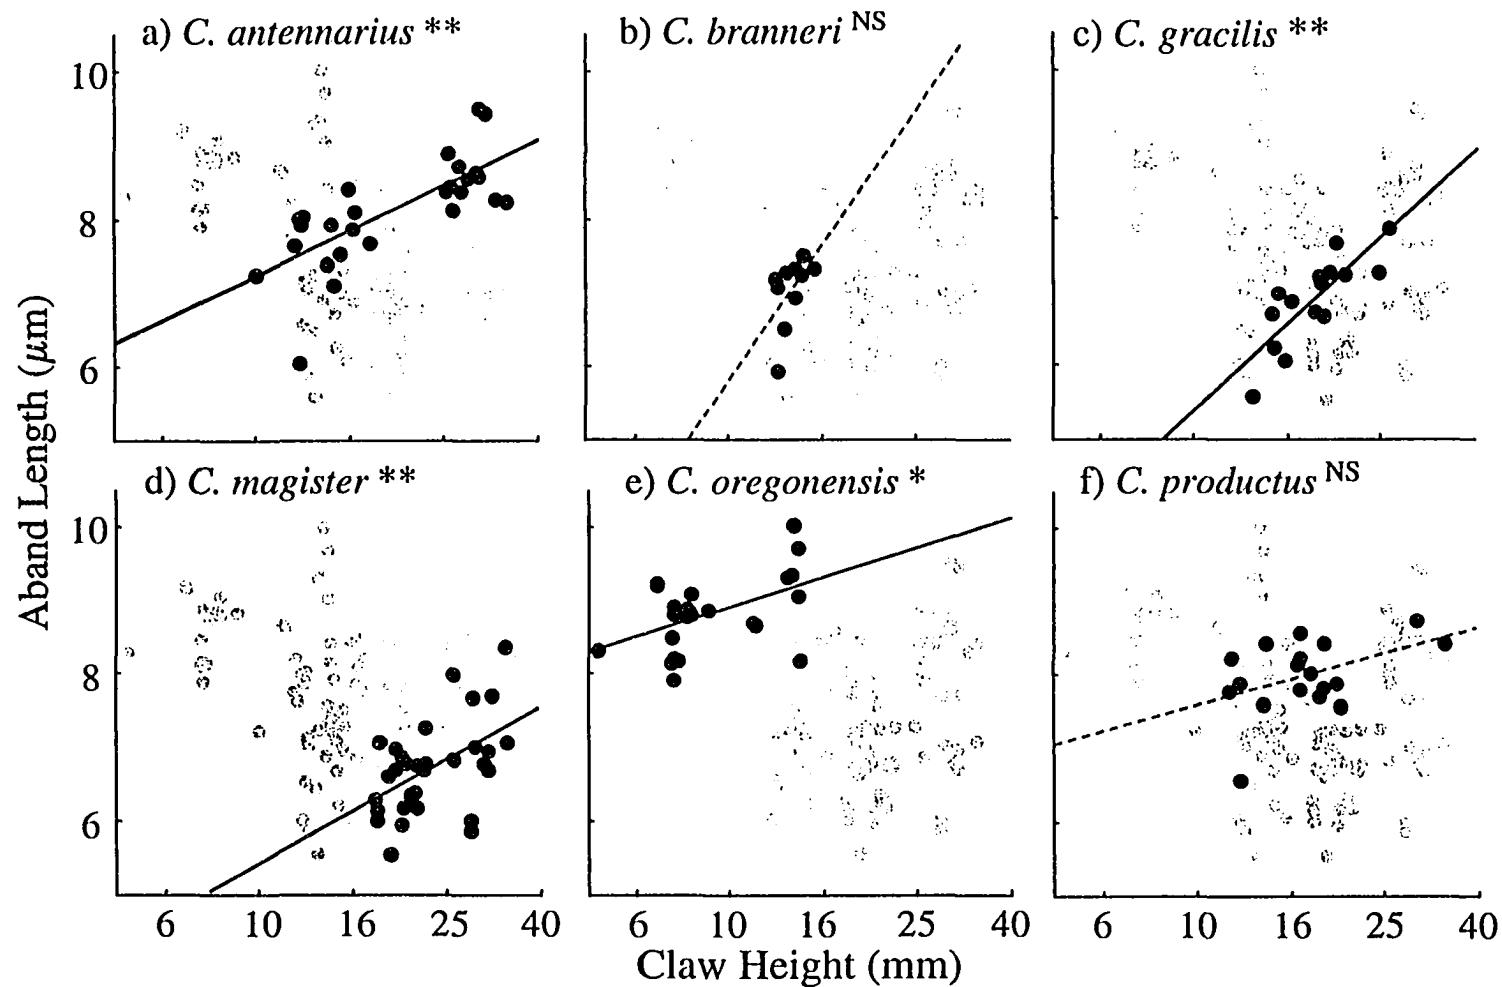 a) C. antennarius **
b) C. branneri NS
c) C. gracilis **
10
8
6
d) C. magister **
e) C. oregonensis *
f) C. productus NS
10
8
6
6 10 16 25 40
6 10 16 25 40
6 10 16 25 40
Claw Height (mm)
Aband Length (μm)